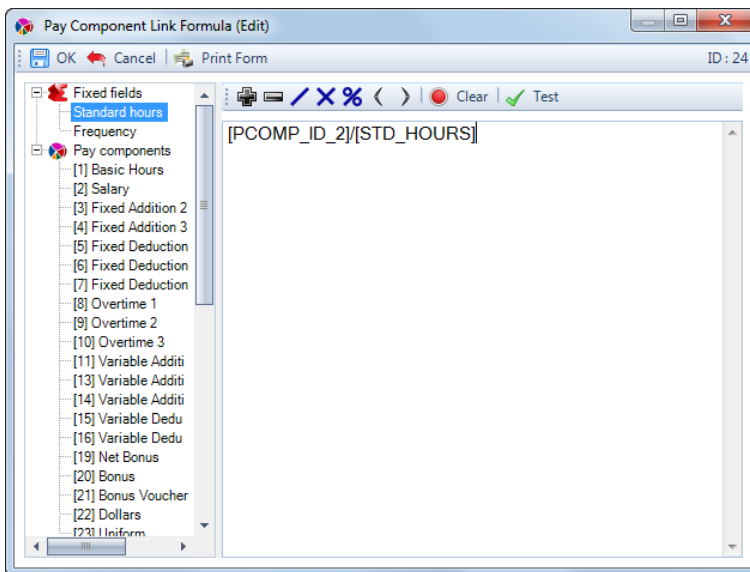 Pay Component Link Formula (Edit)
OK Cancel Print Form ID : 24
Fixed fields
Standard hours
Frequency
Pay components
[1] Basic Hours
[2] Salary
[3] Fixed Addition 2
[4] Fixed Addition 3
[5] Fixed Deduction
[6] Fixed Deduction
[7] Fixed Deduction
[8] Overtime 1
[9] Overtime 2
[10] Overtime 3
[11] Variable Additi
[13] Variable Additi
[14] Variable Additi
[15] Variable Dedu
[16] Variable Dedu
[19] Net Bonus
[20] Bonus
[21] Bonus Voucher
[22] Dollars
[23] Uniform
Clear Test
[PCOMP_ID_2]/[STD_HOURS]